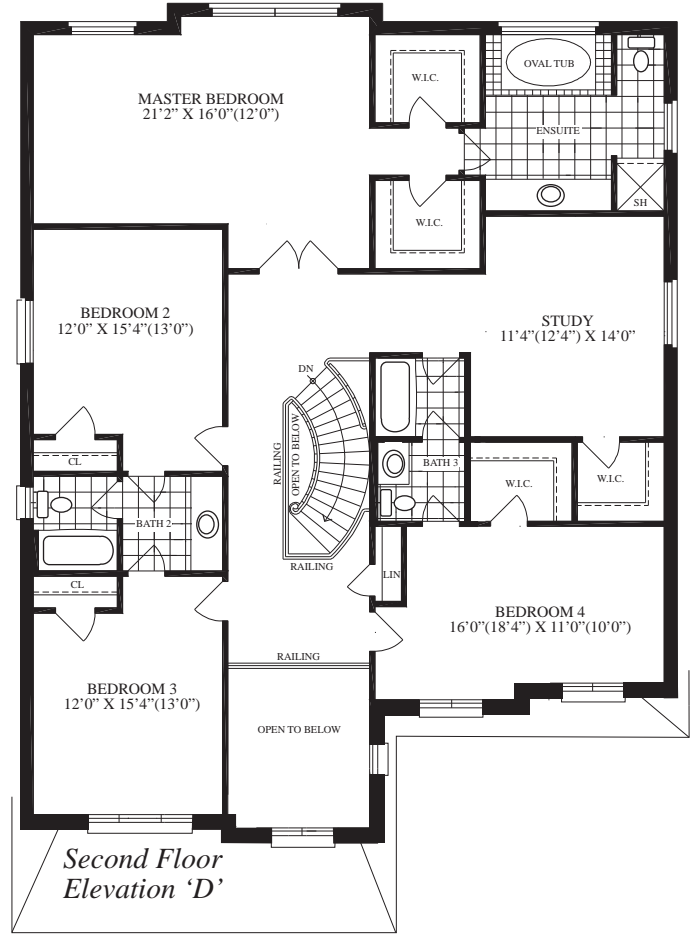 OVAL TUB
W.I.C.
MASTER BEDROOM
21’2” X 16’0”(12’0”)
ENSUITE
SH
W.I.C.
BEDROOM 2
12’0” X 15’4”(13’0”)
STUDY
11’4”(12’4”) X 14’0”
DN
RAILING
OPEN TO BELOW
CL
BATH 3
W.I.C.
W.I.C.
BATH 2
RAILING
LIN
CL
BEDROOM 4
16’0”(18’4”) X 11’0”(10’0”)
RAILING
BEDROOM 3
12’0” X 15’4”(13’0”)
OPEN TO BELOW
Second Floor
Elevation ‘D’